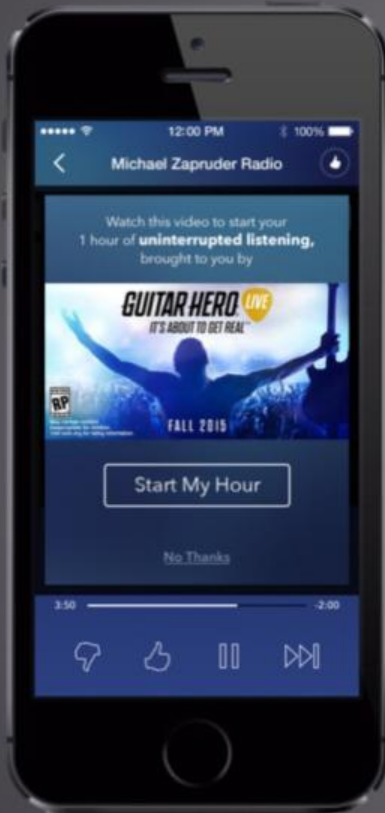 12:00 PM
100%
Michael Zapruder Radio
Watch this video to start your
1 hour of uninterrupted listening,
brought to you by
GUITAR HERO LIVE
IT'S ABOUT TO GET REAL™
RP
FALL 2015
Start My Hour
No Thanks
3:50
-2:00